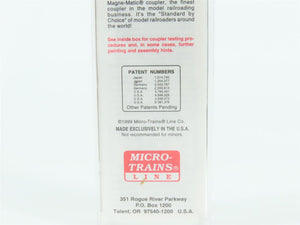 Magne-Matic® coupler, the finest
coupler in the model railroading
business. It's the "Standard by
Choice" of model railroaders around
the world!
See inside box for coupler testing pro-
cedures and, in some cases, further
painting and assembly hints.
PATENT NUMBERS
Japan
Germany
Germany
U.S.A.
U.S.A.
U.S.A.
U.S.A.
Other Patents Pending
©1999 Micro-Trains® Line Co.
MADE EXCLUSIVELY IN THE U.S.A.
Not recommended for minors.
MICRO-
TRAINS®
LINE
351 Rogue River Parkway
P.O. Box 1200
Talent, OR 97540-1200 U.S.A.